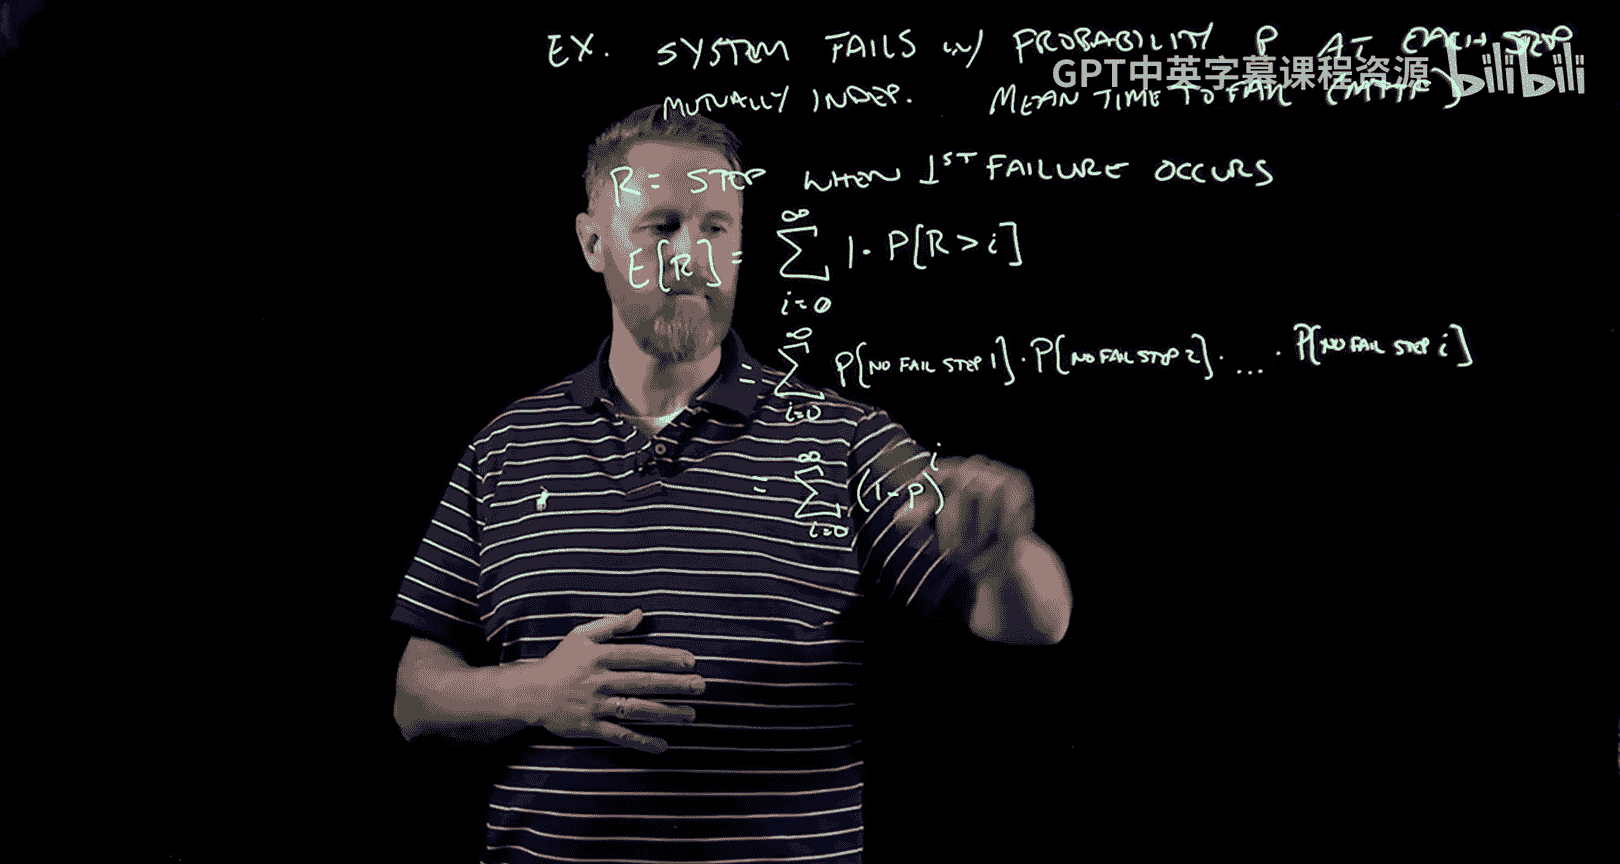 EX. SYSTEM FAILS W/ PROBABILITY P AT EACH STEP
GPT中英字幕课程资源 bilibili
MUTUALLY INDEP. MEAN TIME TO FAIL (MTTF)
R = STEP WHEN 1ST FAILURE OCCURS
E[R] = ∞ Σ i=0 1 · P[R > i]
= ∞ Σ i=0 P[NO FAIL STEP 1] · P[NO FAIL STEP 2] · ... · P[NO FAIL STEP i]
= ∞ Σ i=0 (1-P)^i